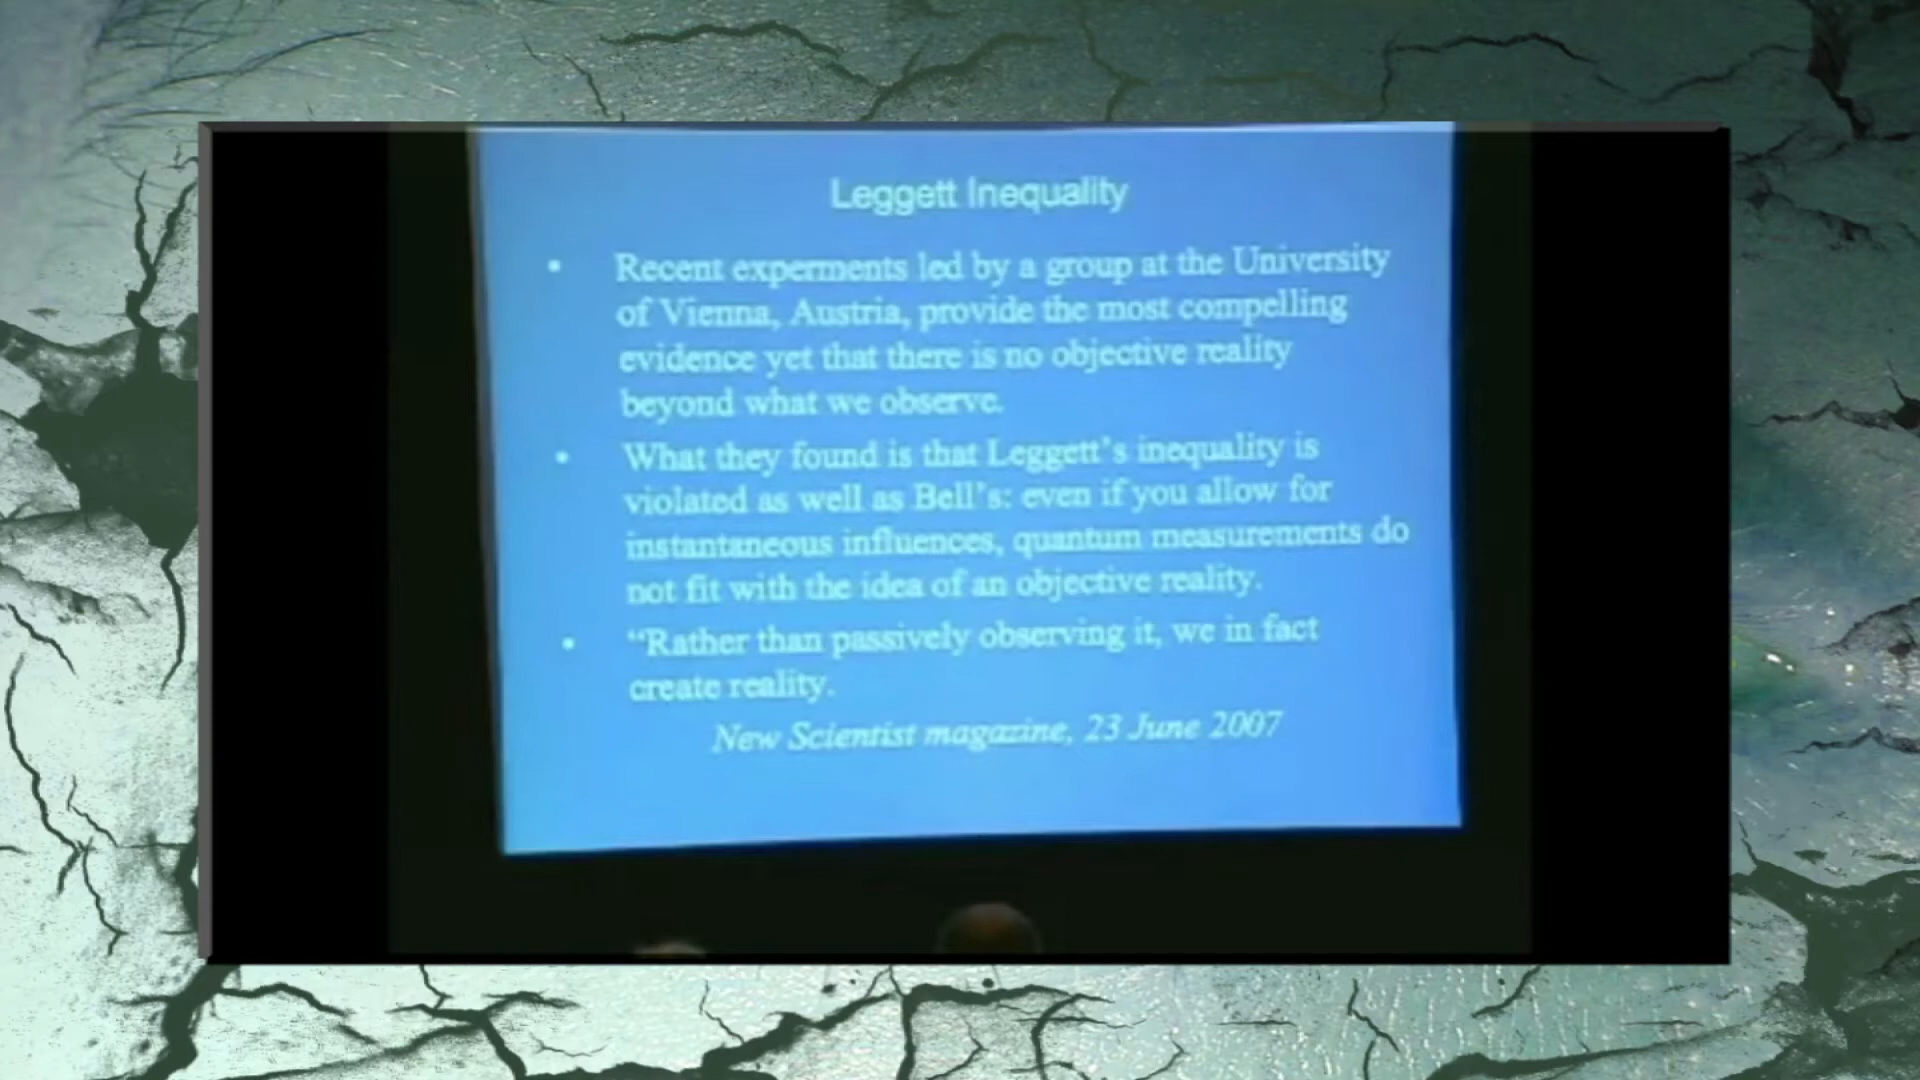 Leggett Inequality
• Recent experments led by a group at the University
of Vienna, Austria, provide the most compelling
evidence yet that there is no objective reality
beyond what we observe.
• What they found is that Leggett's inequality is
violated as well as Bell's: even if you allow for
instantaneous influences, quantum measurements do
not fit with the idea of an objective reality.
• “Rather than passively observing it, we in fact
create reality.
New Scientist magazine, 23 June 2007